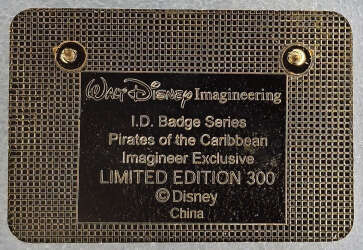 Walt Disney Imagineering
I.D. Badge Series
Pirates of the Caribbean
Imagineer Exclusive
LIMITED EDITION 300
© Disney
China